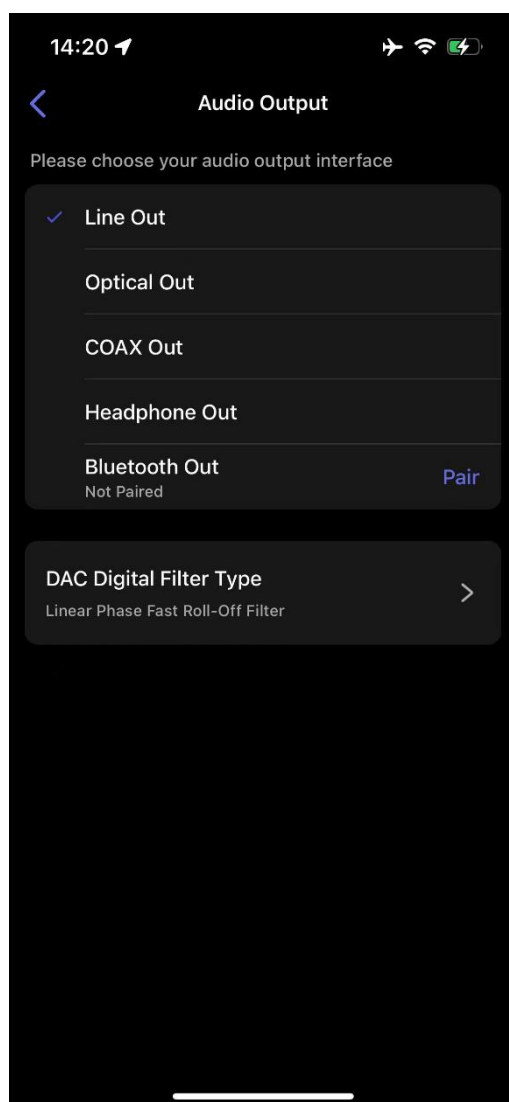 14:20
Audio Output
Please choose your audio output interface
Line Out
Optical Out
COAX Out
Headphone Out
Bluetooth Out
Not Paired
Pair
DAC Digital Filter Type
Linear Phase Fast Roll-Off Filter